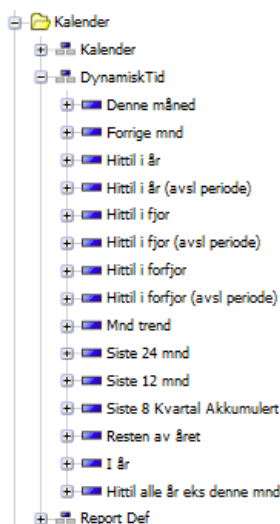 Kalender
Kalender
DynamiskTid
Denne måned
Forrige mnd
Hittil i år
Hittil i år (avsl periode)
Hittil i fjor
Hittil i fjor (avsl periode)
Hittil i forfjor
Hittil i forfjor (avsl periode)
Mnd trend
Siste 24 mnd
Siste 12 mnd
Siste 8 Kvartal Akkumulert
Resten av året
I år
Hittil alle år eks denne mnd
Report Def